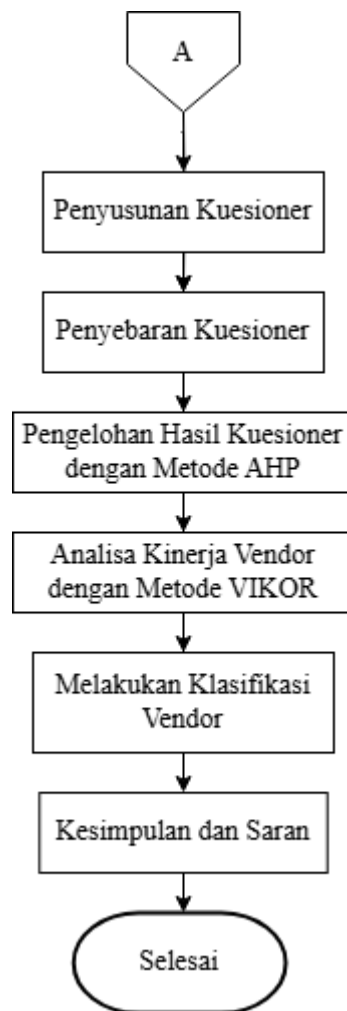 A
Penyusunan Kuesioner
Penyebaran Kuesioner
Pengelohan Hasil Kuesioner
dengan Metode AHP
Analisa Kinerja Vendor
dengan Metode VIKOR
Melakukan Klasifikasi
Vendor
Kesimpulan dan Saran
Selesai